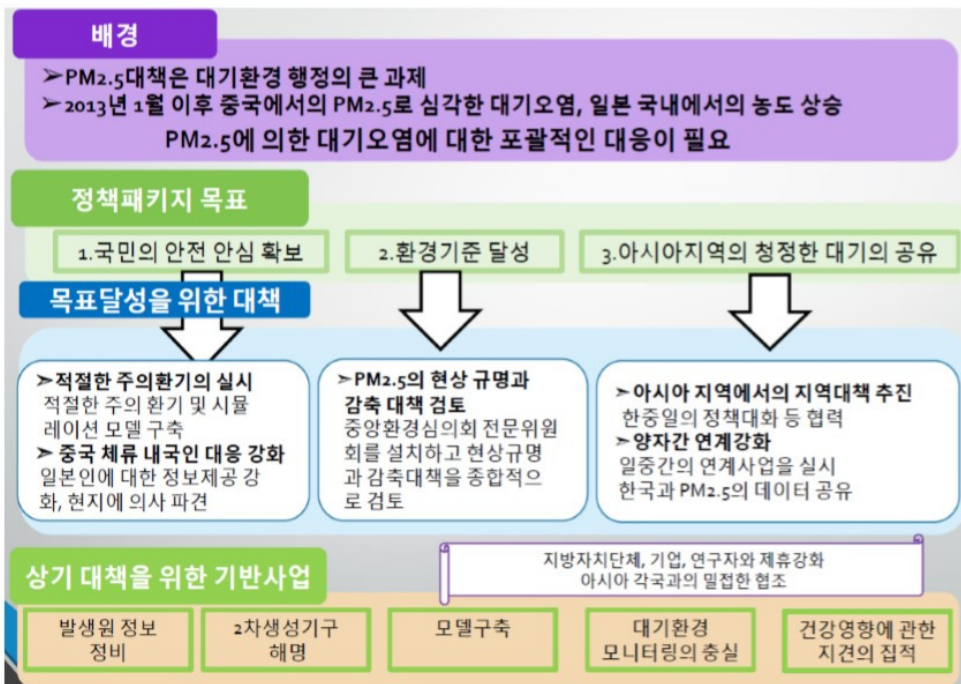 배경
➢PM2.5대책은 대기환경 행정의 큰 과제
➢2013년 1월 이후 중국에서의 PM2.5로 심각한 대기오염, 일본 국내에서의 농도 상승
PM2.5에 의한 대기오염에 대한 포괄적인 대응이 필요
정책패키지 목표
1.국민의 안전 안심 확보
2.환경기준 달성
3.아시아지역의 청정한 대기의 공유
목표달성을 위한 대책
➢적절한 주의환기의 실시
적절한 주의 환기 및 시뮬
레이션 모델 구축
➢중국 체류 내국인 대응 강화
일본인에 대한 정보제공 강
화, 현지에 의사 파견
➢PM2.5의 현상 규명과
감축 대책 검토
중앙환경심의회 전문위원
회를 설치하고 현상규명
과 감축대책을 종합적으
로 검토
➢아시아 지역에서의 지역대책 추진
한중일의 정책대화 등 협력
➢양자간 연계강화
일중간의 연계사업을 실시
한국과 PM2.5의 데이터 공유
상기 대책을 위한 기반사업
지방자치단체, 기업, 연구자와 제휴강화
아시아 각국과의 밀접한 협조
발생원 정보
정비
2차생성기구
해명
모델구축
대기환경
모니터링의 충실
건강영향에 관한
지견의 집적